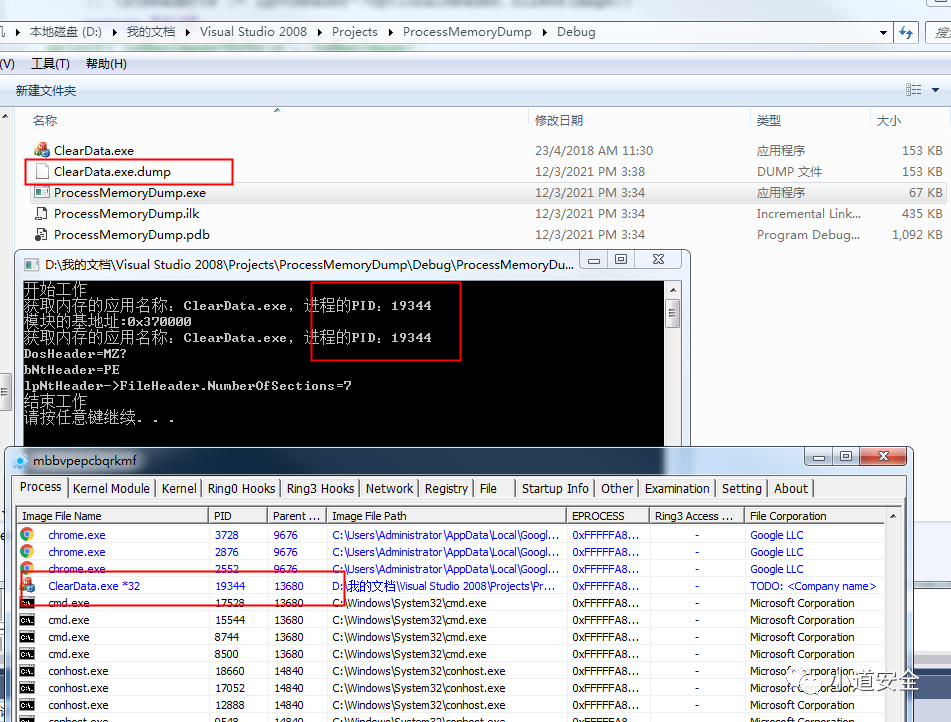 本地磁盘 (D:) 我的文档 Visual Studio 2008 Projects ProcessMemoryDump Debug
(V) 工具(T) 帮助(H)
新建文件夹
名称 修改日期 类型 大小
ClearData.exe 23/4/2018 AM 11:30 应用程序 153 KB
ClearData.exe.dump 12/3/2021 PM 3:38 DUMP 文件 153 KB
ProcessMemoryDump.exe 12/3/2021 PM 3:34 应用程序 67 KB
ProcessMemoryDump.ilk 12/3/2021 PM 3:34 Incremental Link... 435 KB
ProcessMemoryDump.pdb 12/3/2021 PM 3:34 Program Debug... 1,092 KB
D:\我的文档\Visual Studio 2008\Projects\ProcessMemoryDump\Debug\ProcessMemoryDu...
开始工作
获取内存的应用名称：ClearData.exe，进程的PID：19344
模块的基地址:0x370000
获取内存的应用名称：ClearData.exe，进程的PID：19344
DosHeader=MZ?
bNtHeader=PE
lpNtHeader->FileHeader.NumberOfSections=7
结束工作
请按任意键继续. . .
mbbvpepcbqrkmf
Process Kernel Module Kernel Ring0 Hooks Ring3 Hooks Network Registry File Startup Info Other Examination Setting About
Image File Name PID Parent ... Image File Path EPROCESS Ring3 Access ... File Corporation
chrome.exe 3728 9676 C:\Users\Administrator\AppData\Local\Googl... 0xFFFFFA8... - Google LLC
chrome.exe 2876 9676 C:\Users\Administrator\AppData\Local\Googl... 0xFFFFFA8... - Google LLC
chrome.exe 2552 9676 C:\Users\Administrator\AppData\Local\Googl... 0xFFFFFA8... - Google LLC
ClearData.exe *32 19344 13680 D:\我的文档\Visual Studio 2008\Projects\Pr... 0xFFFFFA8... - TODO: <Company name>
cmd.exe 17528 13680 C:\Windows\System32\cmd.exe 0xFFFFFA8... - Microsoft Corporation
cmd.exe 15544 13680 C:\Windows\System32\cmd.exe 0xFFFFFA8... - Microsoft Corporation
cmd.exe 8744 13680 C:\Windows\System32\cmd.exe 0xFFFFFA8... - Microsoft Corporation
cmd.exe 8500 13680 C:\Windows\System32\cmd.exe 0xFFFFFA8... - Microsoft Corporation
conhost.exe 18660 14840 C:\Windows\System32\conhost.exe 0xFFFFFA8... - Microsoft Corporation
conhost.exe 17052 14840 C:\Windows\System32\conhost.exe 0xFFFFFA8... - Microsoft Corporation
conhost.exe 12888 14840 C:\Windows\System32\conhost.exe 0xFFFFFA8... - Microsoft Corporation
小道安全